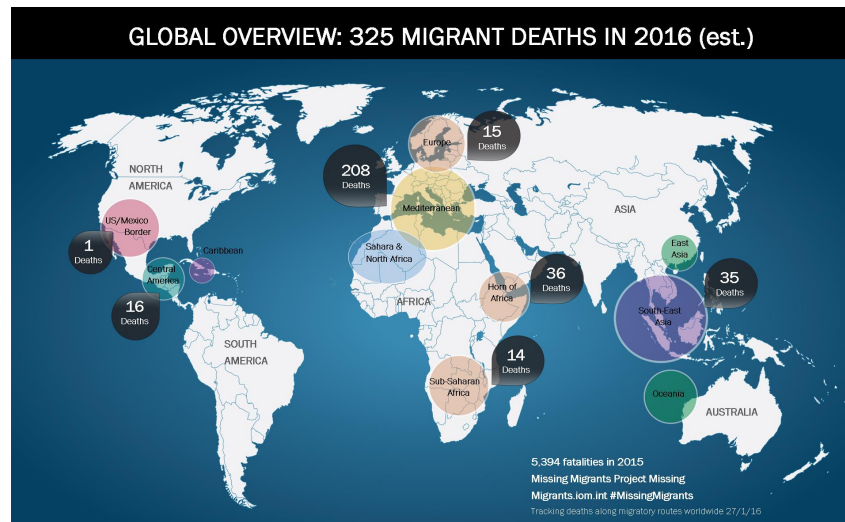 GLOBAL OVERVIEW: 325 MIGRANT DEATHS IN 2016 (est.)
Europe
15
Deaths
208
Deaths
NORTH
AMERICA
Mediterranean
ASIA
US/Mexico
Border
1
Deaths
Caribbean
Sahara &
North Africa
East
Asia
Central
America
16
Deaths
36
Deaths
Horn of
Africa
AFRICA
35
Deaths
South-East
Asia
SOUTH
AMERICA
14
Deaths
Sub-Saharan
Africa
Oceania
AUSTRALIA
5,394 fatalities in 2015
Missing Migrants Project Missing
Migrants.iom.int #MissingMigrants
Tracking deaths along migratory routes worldwide 27/1/16